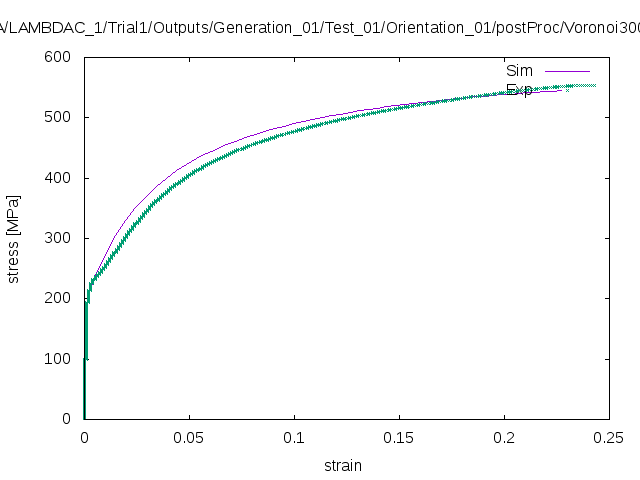 /LAMBDAC_1/Trial1/Outputs/Generation_01/Test_01/Orientation_01/postProc/Voronoi300
600
500
400
300
200
100
0
0 0.05 0.1 0.15 0.2 0.25
stress [MPa]
strain
Sim
Exp